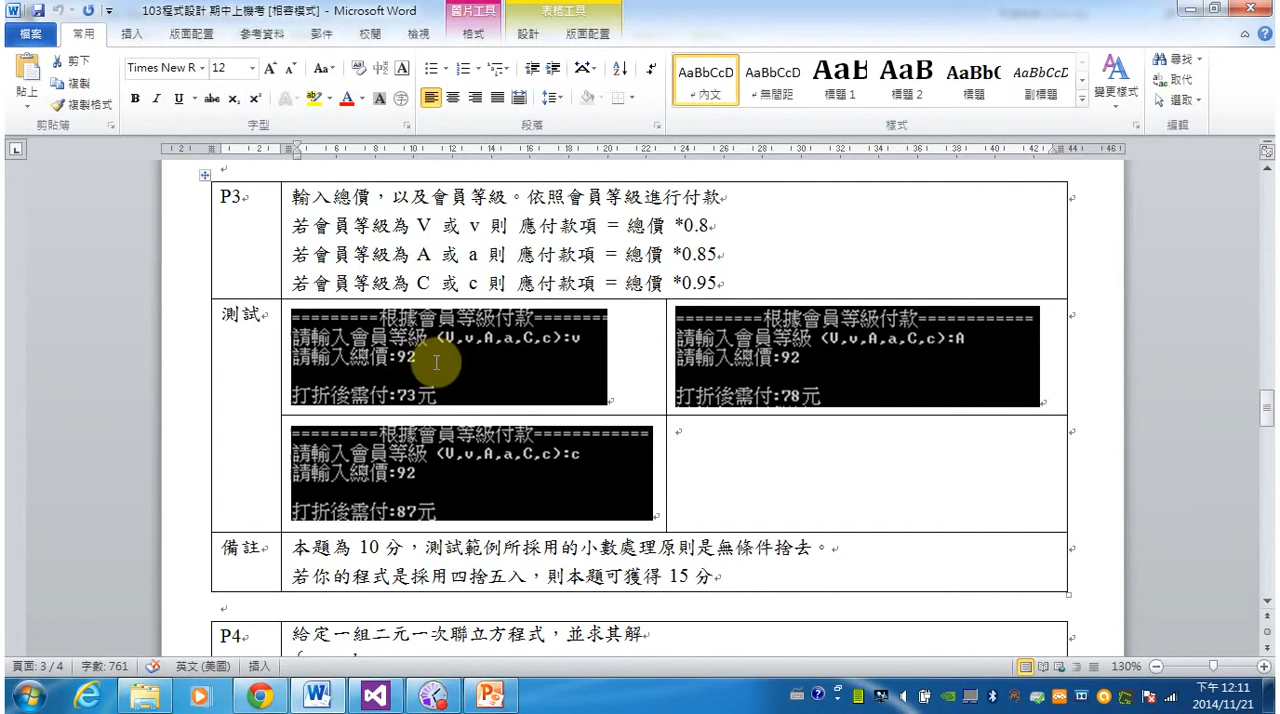 103程式設計 期中上機考 [相容模式] - Microsoft Word
圖片工具
表格工具
檔案
常用
插入
版面配置
參考資料
郵件
校閱
檢視
格式
設計
版面配置
貼上
剪下
複製
複製格式
剪貼簿
Times New R
12
字型
段落
AaBbCcD
內文
AaBbCcD
無間距
AaBb
標題 1
AaB
標題 2
AaBb(
標題
AaBbCcD
副標題
變更樣式
樣式
尋找
取代
選取
編輯
P3
輸入總價，以及會員等級。依照會員等級進行付款
若會員等級為 V 或 v 則 應付款項 = 總價 *0.8
若會員等級為 A 或 a 則 應付款項 = 總價 *0.85
若會員等級為 C 或 c 則 應付款項 = 總價 *0.95
測試
=========根據會員等級付款========
請輸入會員等級 (V,v,A,a,C,c):v
請輸入總價:92
打折後需付:73元
=========根據會員等級付款============
請輸入會員等級 (V,v,A,a,C,c):A
請輸入總價:92
打折後需付:78元
=========根據會員等級付款============
請輸入會員等級 (V,v,A,a,C,c):c
請輸入總價:92
打折後需付:87元
備註
本題為 10 分，測試範例所採用的小數處理原則是無條件捨去。
若你的程式是採用四捨五入，則本題可獲得 15 分
P4
給定一組二元一次聯立方程式，並求其解
頁面: 3 / 4
字數: 761
英文 (美國)
插入
130%
下午 12:11
2014/11/21